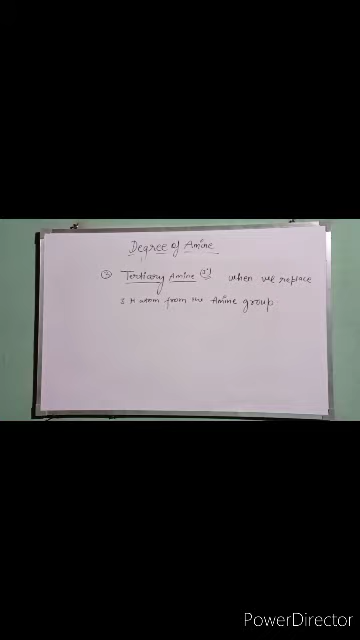 Degree of Amine
③ Tertiary Amine (3°) when we replace
3 H atom from the Amine group.
PowerDirector